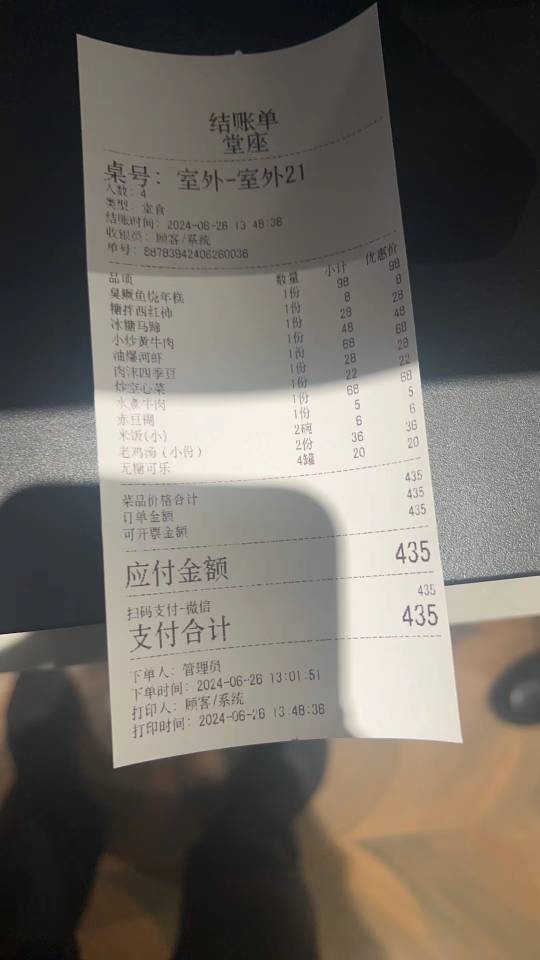 结账单
堂座
桌号: 室外-室外21
人数: 4
类型: 堂食
结账时间: 2024-06-26 13:48:36
收银员: 顾客/系统
单号: 88783942406260036
品项 数量 小计 优惠价
臭鳜鱼烧年糕 1份 98 98
糖拌西红柿 1份 8 8
冰糖马蹄 1份 28 28
小炒黄牛肉 1份 48 48
油爆河虾 1份 68 68
肉沫四季豆 1份 28 28
炒空心菜 1份 22 22
水煮牛肉 1份 68 68
赤豆糊 1份 5 5
米饭(小) 2碗 6 6
老鸡汤（小份） 2份 36 36
无糖可乐 4罐 20 20
菜品价格合计 435
订单金额 435
可开票金额 435
应付金额 435
扫码支付-微信 435
支付合计 435
下单人: 管理员
下单时间: 2024-06-26 13:01:51
打印人: 顾客/系统
打印时间: 2024-06-26 13:48:36